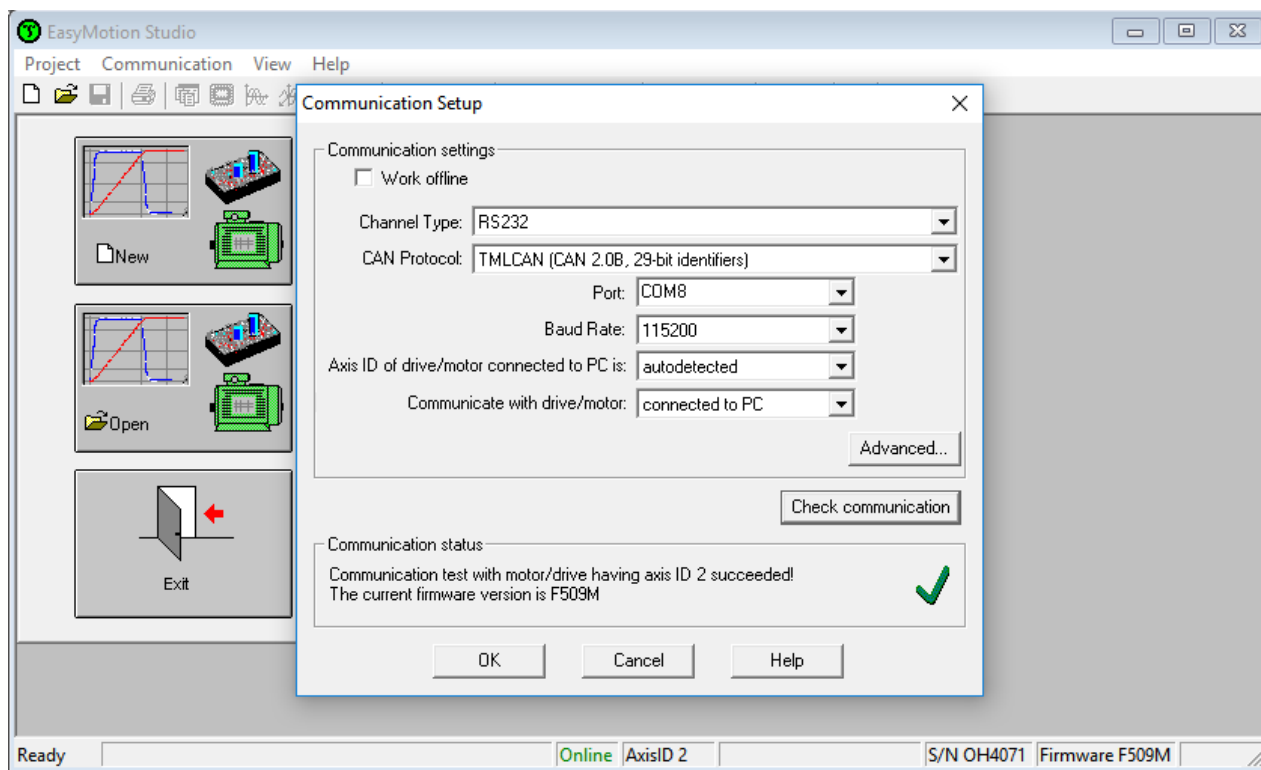 EasyMotion Studio
Project Communication View Help
Communication Setup
Communication settings
Work offline
Channel Type: RS232
CAN Protocol: TMLCAN (CAN 2.0B, 29-bit identifiers)
Port: COM8
Baud Rate: 115200
Axis ID of drive/motor connected to PC is: autodetected
Communicate with drive/motor: connected to PC
Advanced...
Check communication
Communication status
Communication test with motor/drive having axis ID 2 succeeded!
The current firmware version is F509M
OK Cancel Help
New
Open
Exit
Ready Online AxisID 2 S/N OH4071 Firmware F509M